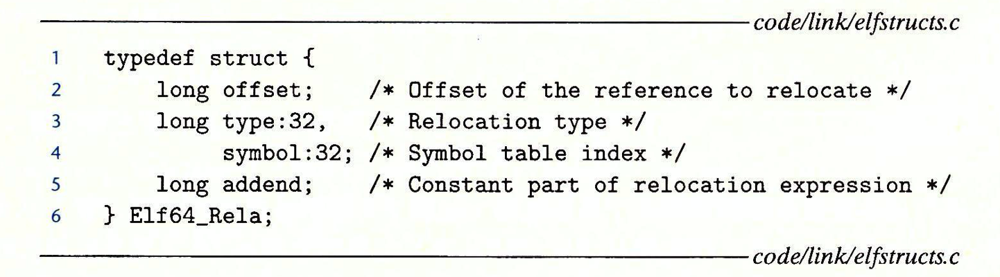 code/link/elfstructs.c
1 typedef struct {
2 long offset; /* Offset of the reference to relocate */
3 long type:32, /* Relocation type */
4 symbol:32; /* Symbol table index */
5 long addend; /* Constant part of relocation expression */
6 } Elf64_Rela;
code/link/elfstructs.c